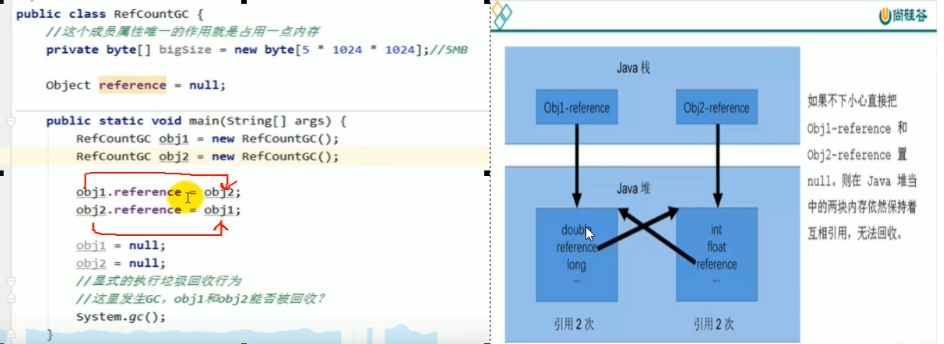 public class RefCountGC {
//这个成员属性唯一的作用就是占用一点内存
private byte[] bigSize = new byte[5 * 1024 * 1024];//5MB
Object reference = null;
public static void main(String[] args) {
RefCountGC obj1 = new RefCountGC();
RefCountGC obj2 = new RefCountGC();
obj1.reference = obj2;
obj2.reference = obj1;
obj1 = null;
obj2 = null;
//显式的执行垃圾回收行为
//这里发生GC，obj1和obj2能否被回收？
System.gc();
}
尚硅谷
Java 栈
Obj1-reference
Obj2-reference
Java 堆
double
reference
long
...
int
float
reference
...
引用 2 次
引用 2 次
如果不下小心直接把
Obj1-reference 和
Obj2-reference 置
null。则在 Java 堆当
中的两块内存依然保持着
互相引用，无法回收。